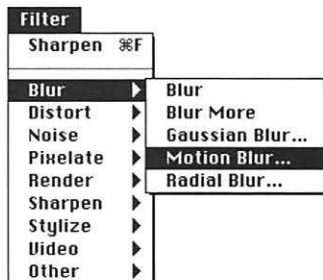 Filter
Sharpen ⌘F
Blur
Distort
Noise
Pixelate
Render
Sharpen
Stylize
Video
Other
Blur
Blur More
Gaussian Blur...
Motion Blur...
Radial Blur...